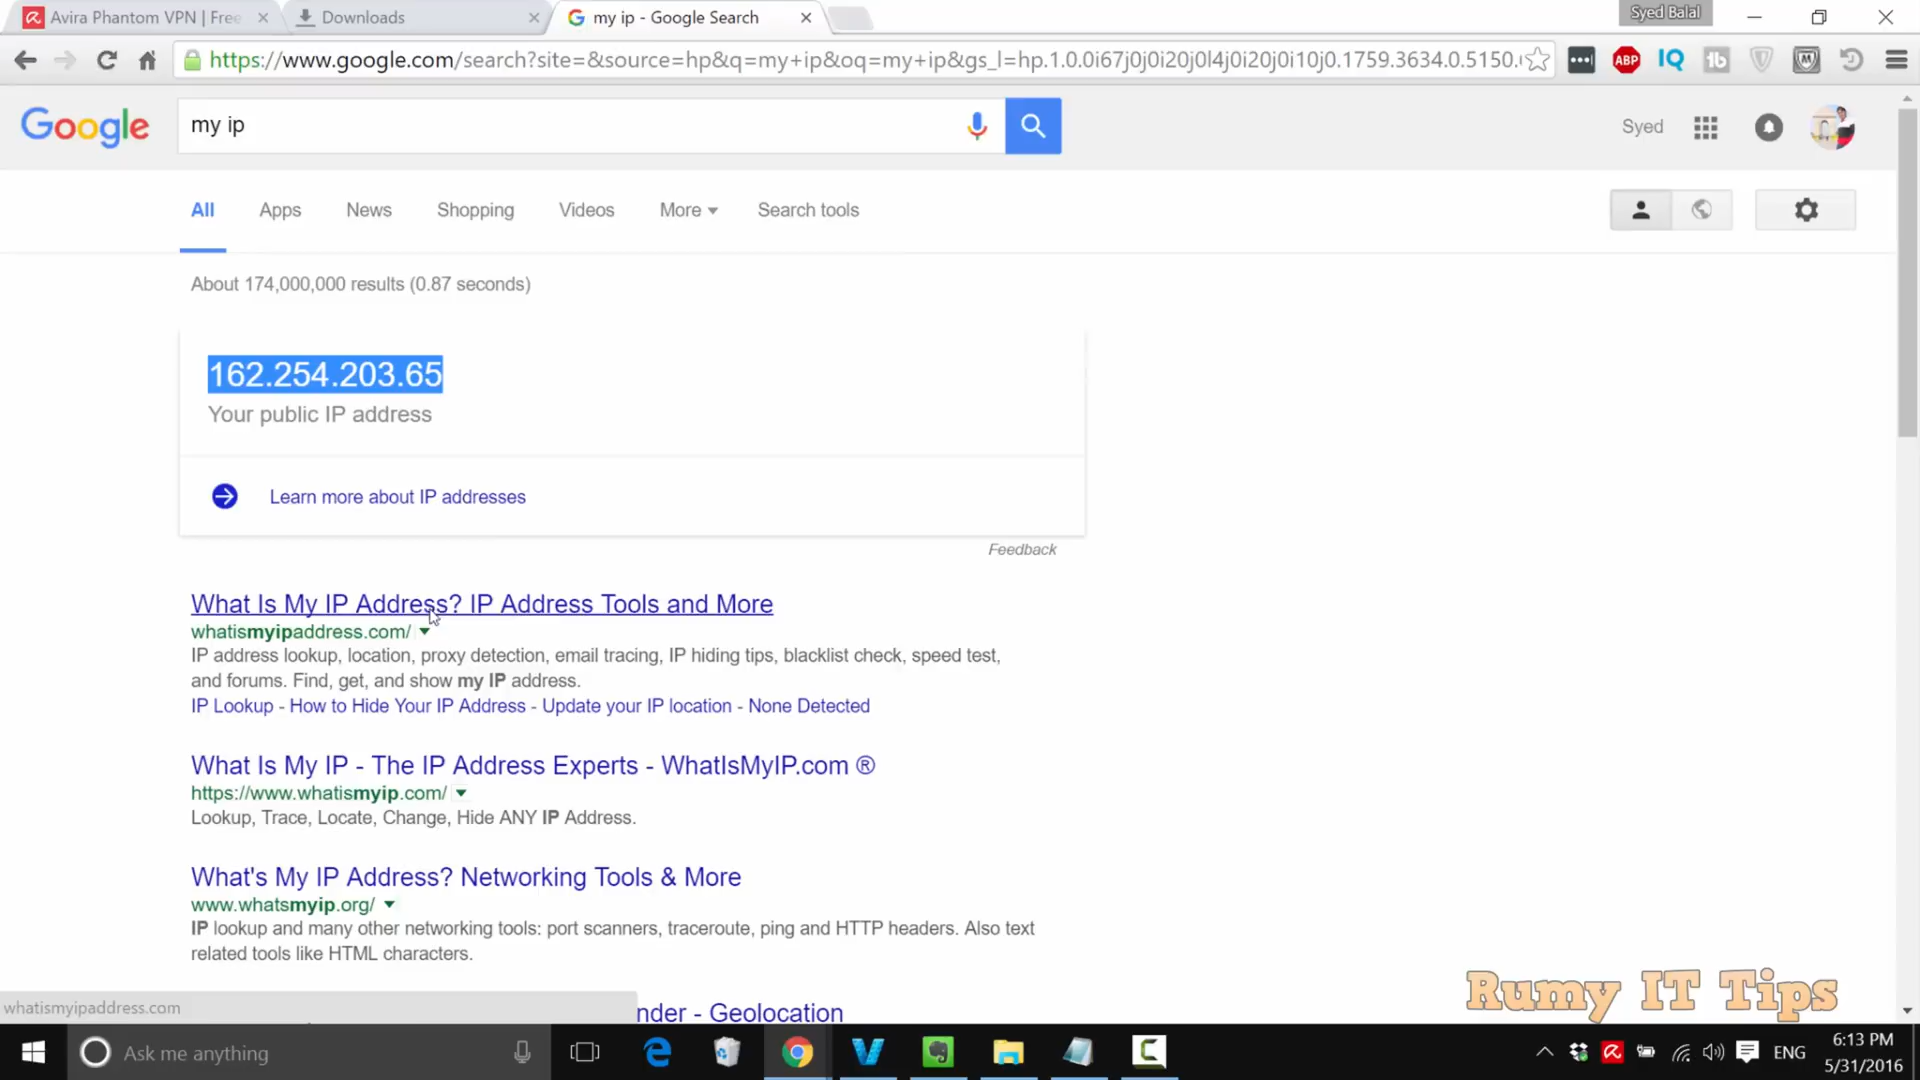 Avira Phantom VPN | Free
Downloads
my ip - Google Search
Syed Balal
https://www.google.com/search?site=&source=hp&q=my+ip&oq=my+ip&gs_l=hp.1.0.0i67j0j0i20j0l4j0i20j0i10j0.1759.3634.0.5150.
ABP
IQ
Google
my ip
Syed
All
Apps
News
Shopping
Videos
More
Search tools
About 174,000,000 results (0.87 seconds)
162.254.203.65
Your public IP address
Learn more about IP addresses
Feedback
What Is My IP Address? IP Address Tools and More
whatismyipaddress.com/
IP address lookup, location, proxy detection, email tracing, IP hiding tips, blacklist check, speed test,
and forums. Find, get, and show my IP address.
IP Lookup - How to Hide Your IP Address - Update your IP location - None Detected
What Is My IP - The IP Address Experts - WhatIsMyIP.com ®
https://www.whatismyip.com/
Lookup, Trace, Locate, Change, Hide ANY IP Address.
What's My IP Address? Networking Tools & More
www.whatsmyip.org/
IP lookup and many other networking tools: port scanners, traceroute, ping and HTTP headers. Also text
related tools like HTML characters.
Rumy IT Tips
whatismyipaddress.com
nder - Geolocation
Ask me anything
ENG
6:13 PM
5/31/2016